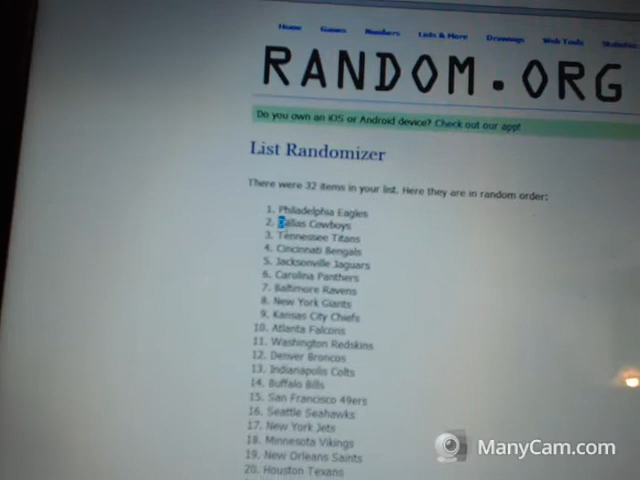 Home Games Numbers Lists & More Drawings Web Tools Statistics
RANDOM.ORG
Do you own an iOS or Android device? Check out our app!
List Randomizer
There were 32 items in your list. Here they are in random order:
1. Philadelphia Eagles
2. Dallas Cowboys
3. Tennessee Titans
4. Cincinnati Bengals
5. Jacksonville Jaguars
6. Carolina Panthers
7. Baltimore Ravens
8. New York Giants
9. Kansas City Chiefs
10. Atlanta Falcons
11. Washington Redskins
12. Denver Broncos
13. Indianapolis Colts
14. Buffalo Bills
15. San Francisco 49ers
16. Seattle Seahawks
17. New York Jets
18. Minnesota Vikings
19. New Orleans Saints
20. Houston Texans
ManyCam.com